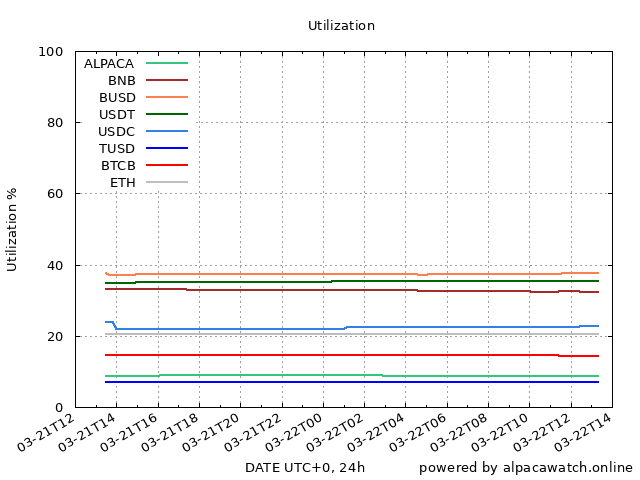 Utilization
100
80
60
40
20
0
Utilization %
ALPACA
BNB
BUSD
USDT
USDC
TUSD
BTCB
ETH
03-21T12
03-21T14
03-21T16
03-21T18
03-21T20
03-21T22
03-22T00
03-22T02
03-22T04
03-22T06
03-22T08
03-22T10
03-22T12
03-22T14
DATE UTC+0, 24h
powered by alpacawatch.online